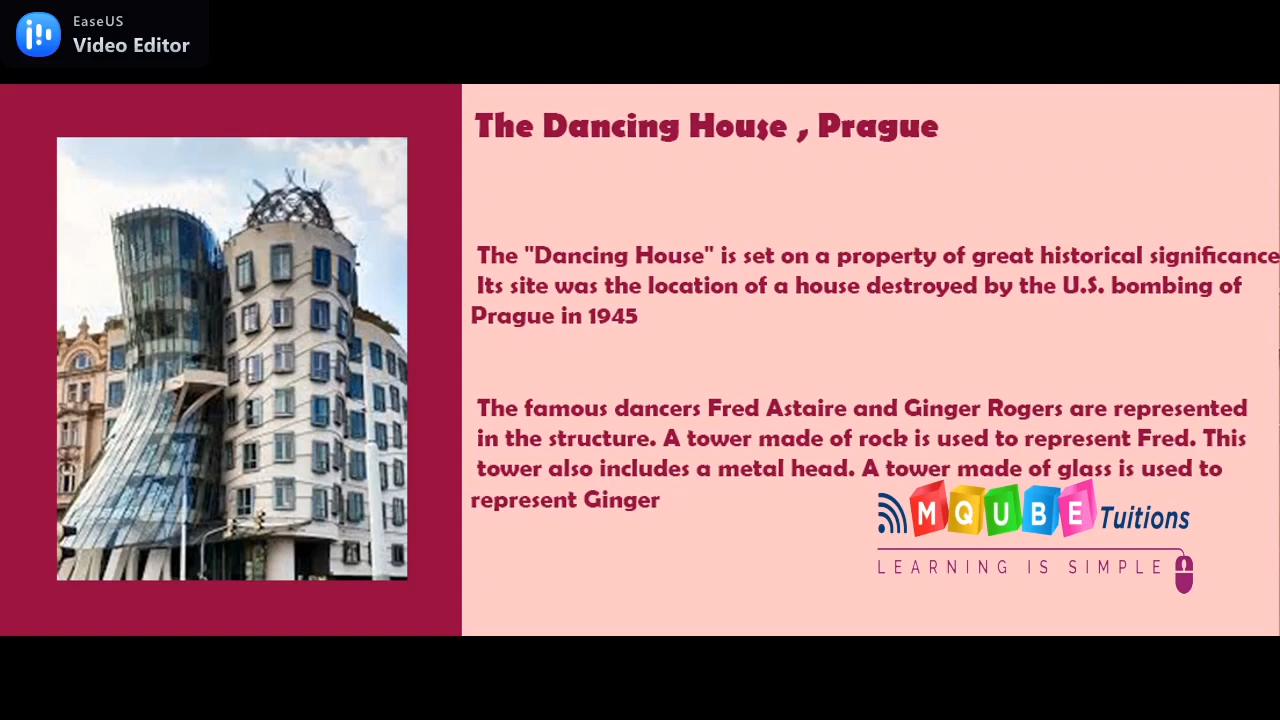 EaseUS
Video Editor
The Dancing House , Prague
The "Dancing House" is set on a property of great historical significance
Its site was the location of a house destroyed by the U.S. bombing of
Prague in 1945
The famous dancers Fred Astaire and Ginger Rogers are represented
in the structure. A tower made of rock is used to represent Fred. This
tower also includes a metal head. A tower made of glass is used to
represent Ginger
MQUBE Tuitions
LEARNING IS SIMPLE